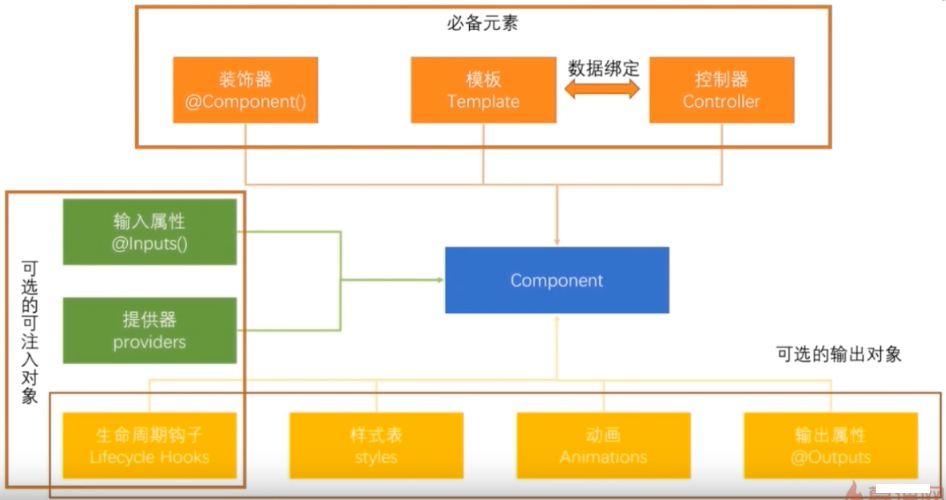 必备元素
装饰器
@Component()
模板
Template
数据绑定
控制器
Controller
输入属性
@Inputs()
可选的可注入对象
提供器
providers
Component
可选的输出对象
生命周期钩子
Lifecycle Hooks
样式表
styles
动画
Animations
输出属性
@Outputs